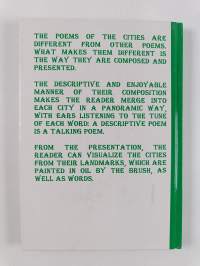 THE POEMS OF THE CITIES ARE
DIFFERENT FROM OTHER POEMS.
WHAT MAKES THEM DIFFERENT IS
THE WAY THEY ARE COMPOSED AND
PRESENTED.
THE DESCRIPTIVE AND ENJOYABLE
MANNER OF THEIR COMPOSITION
MAKES THE READER MERGE INTO
EACH CITY IN A PANORAMIC WAY,
WITH EARS LISTENING TO THE TUNE
OF EACH WORD: A DESCRIPTIVE POEM
IS A TALKING POEM.
FROM THE PRESENTATION, THE
READER CAN VISUALIZE THE CITIES
FROM THEIR LANDMARKS, WHICH ARE
PAINTED IN OIL BY THE BRUSH, AS
WELL AS WORDS.